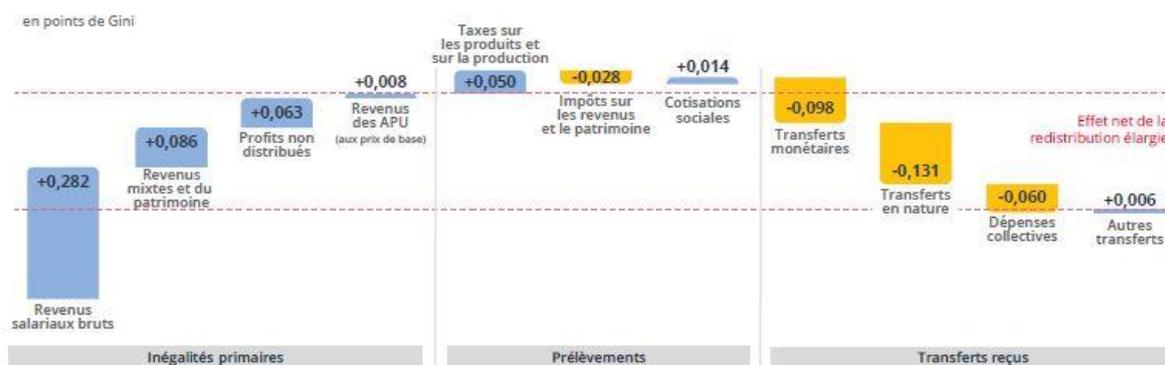 en points de Gini
+0,282
Revenus
salariaux bruts
+0,086
Revenus
mixtes et du
patrimoine
+0,063
Profits non
distribués
+0,008
Revenus
des APU
(aux prix de base)
Taxes sur
les produits et
sur la production
+0,050
-0,028
Impôts sur
les revenus
et le patrimoine
+0,014
Cotisations
sociales
-0,098
Transferts
monétaires
-0,131
Transferts
en nature
-0,060
Dépenses
collectives
+0,006
Autres
transferts
Effet net de la
redistribution élargie
Inégalités primaires
Prélèvements
Transferts reçus